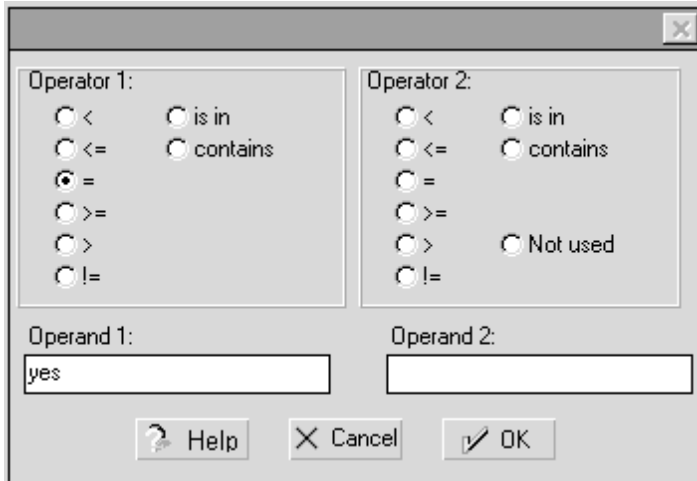 Operator 1:
< is in
<= contains
=
>=
>
!=
Operator 2:
< is in
<= contains
=
>=
> Not used
!=
Operand 1:
yes
Operand 2:
Help Cancel OK